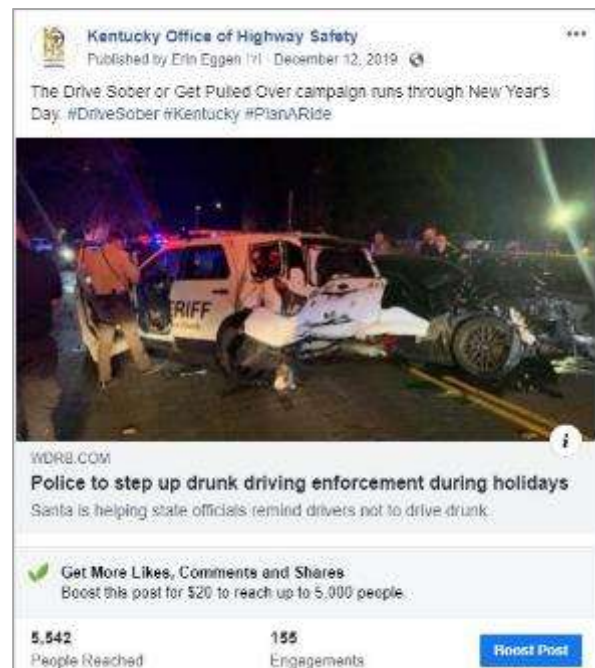 Kentucky Office of Highway Safety
Published by Erin Eggen · December 12, 2019
The Drive Sober or Get Pulled Over campaign runs through New Year's
Day. #DriveSober #Kentucky #PlanARide
ERIFF
WDRB.COM
Police to step up drunk driving enforcement during holidays
Santa is helping state officials remind drivers not to drive drunk.
Get More Likes, Comments and Shares
Boost this post for $20 to reach up to 5,000 people.
5,542
People Reached
155
Engagements
Boost Post